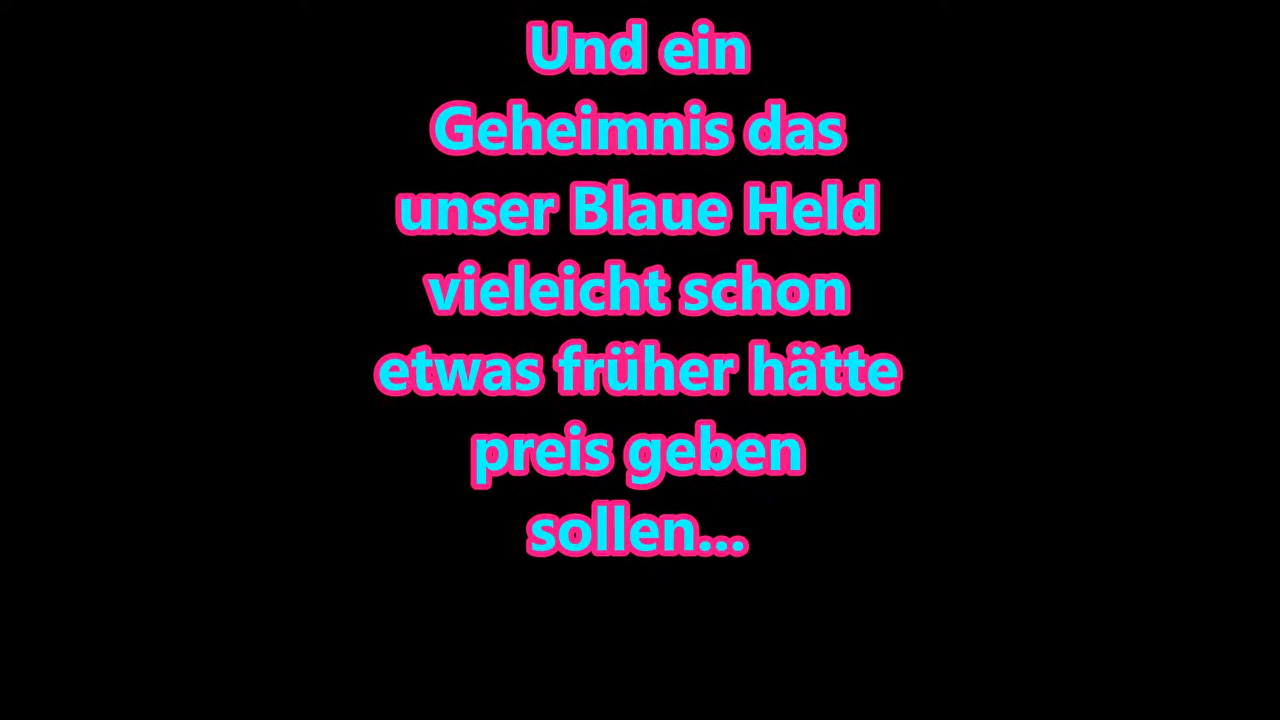 Und ein
Geheimnis das
unser Blaue Held
vieleicht schon
etwas früher hätte
preis geben
sollen...